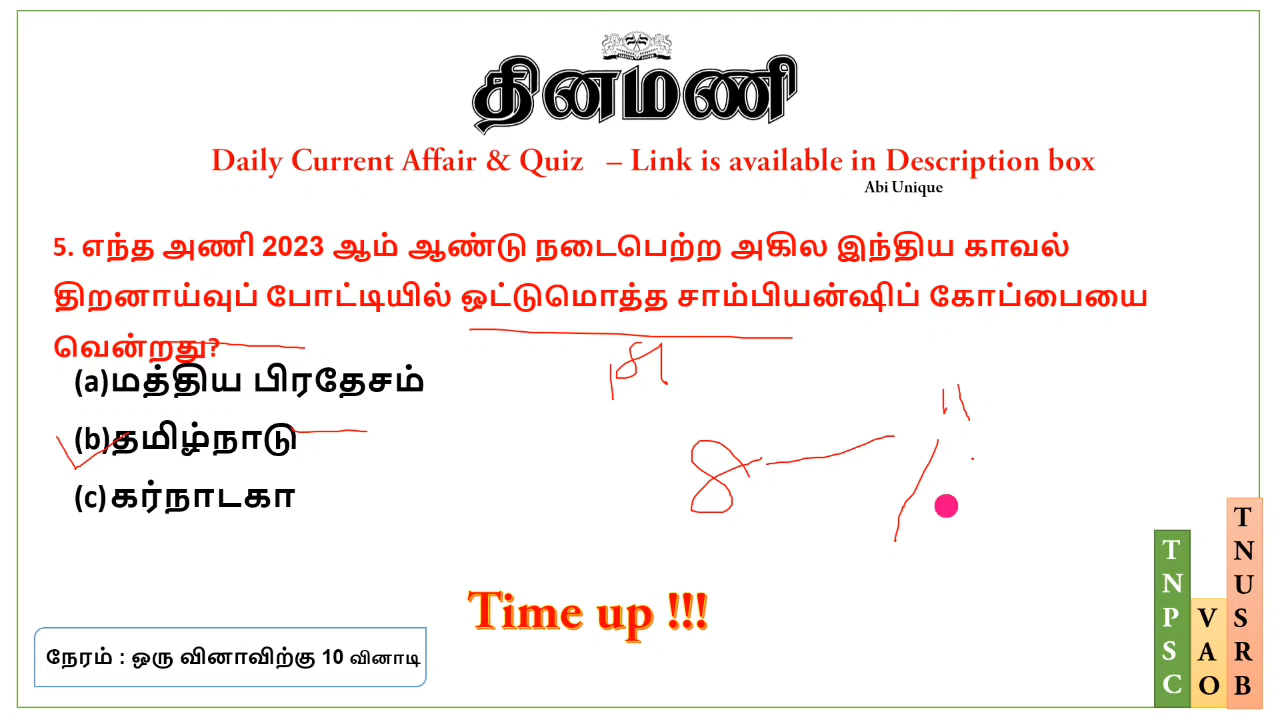 தினமணி
Daily Current Affair & Quiz – Link is available in Description box
Abi Unique
5. எந்த அணி 2023 ஆம் ஆண்டு நடைபெற்ற அகில இந்திய காவல்
திறனாய்வுப் போட்டியில் ஒட்டுமொத்த சாம்பியன்ஷிப் கோப்பையை
வென்றது?
(a)மத்திய பிரதேசம்
(b)தமிழ்நாடு
(c)கர்நாடகா
8
Time up !!!
நேரம் : ஒரு வினாவிற்கு 10 வினாடி
TNPSC
VAO
TNUSRB